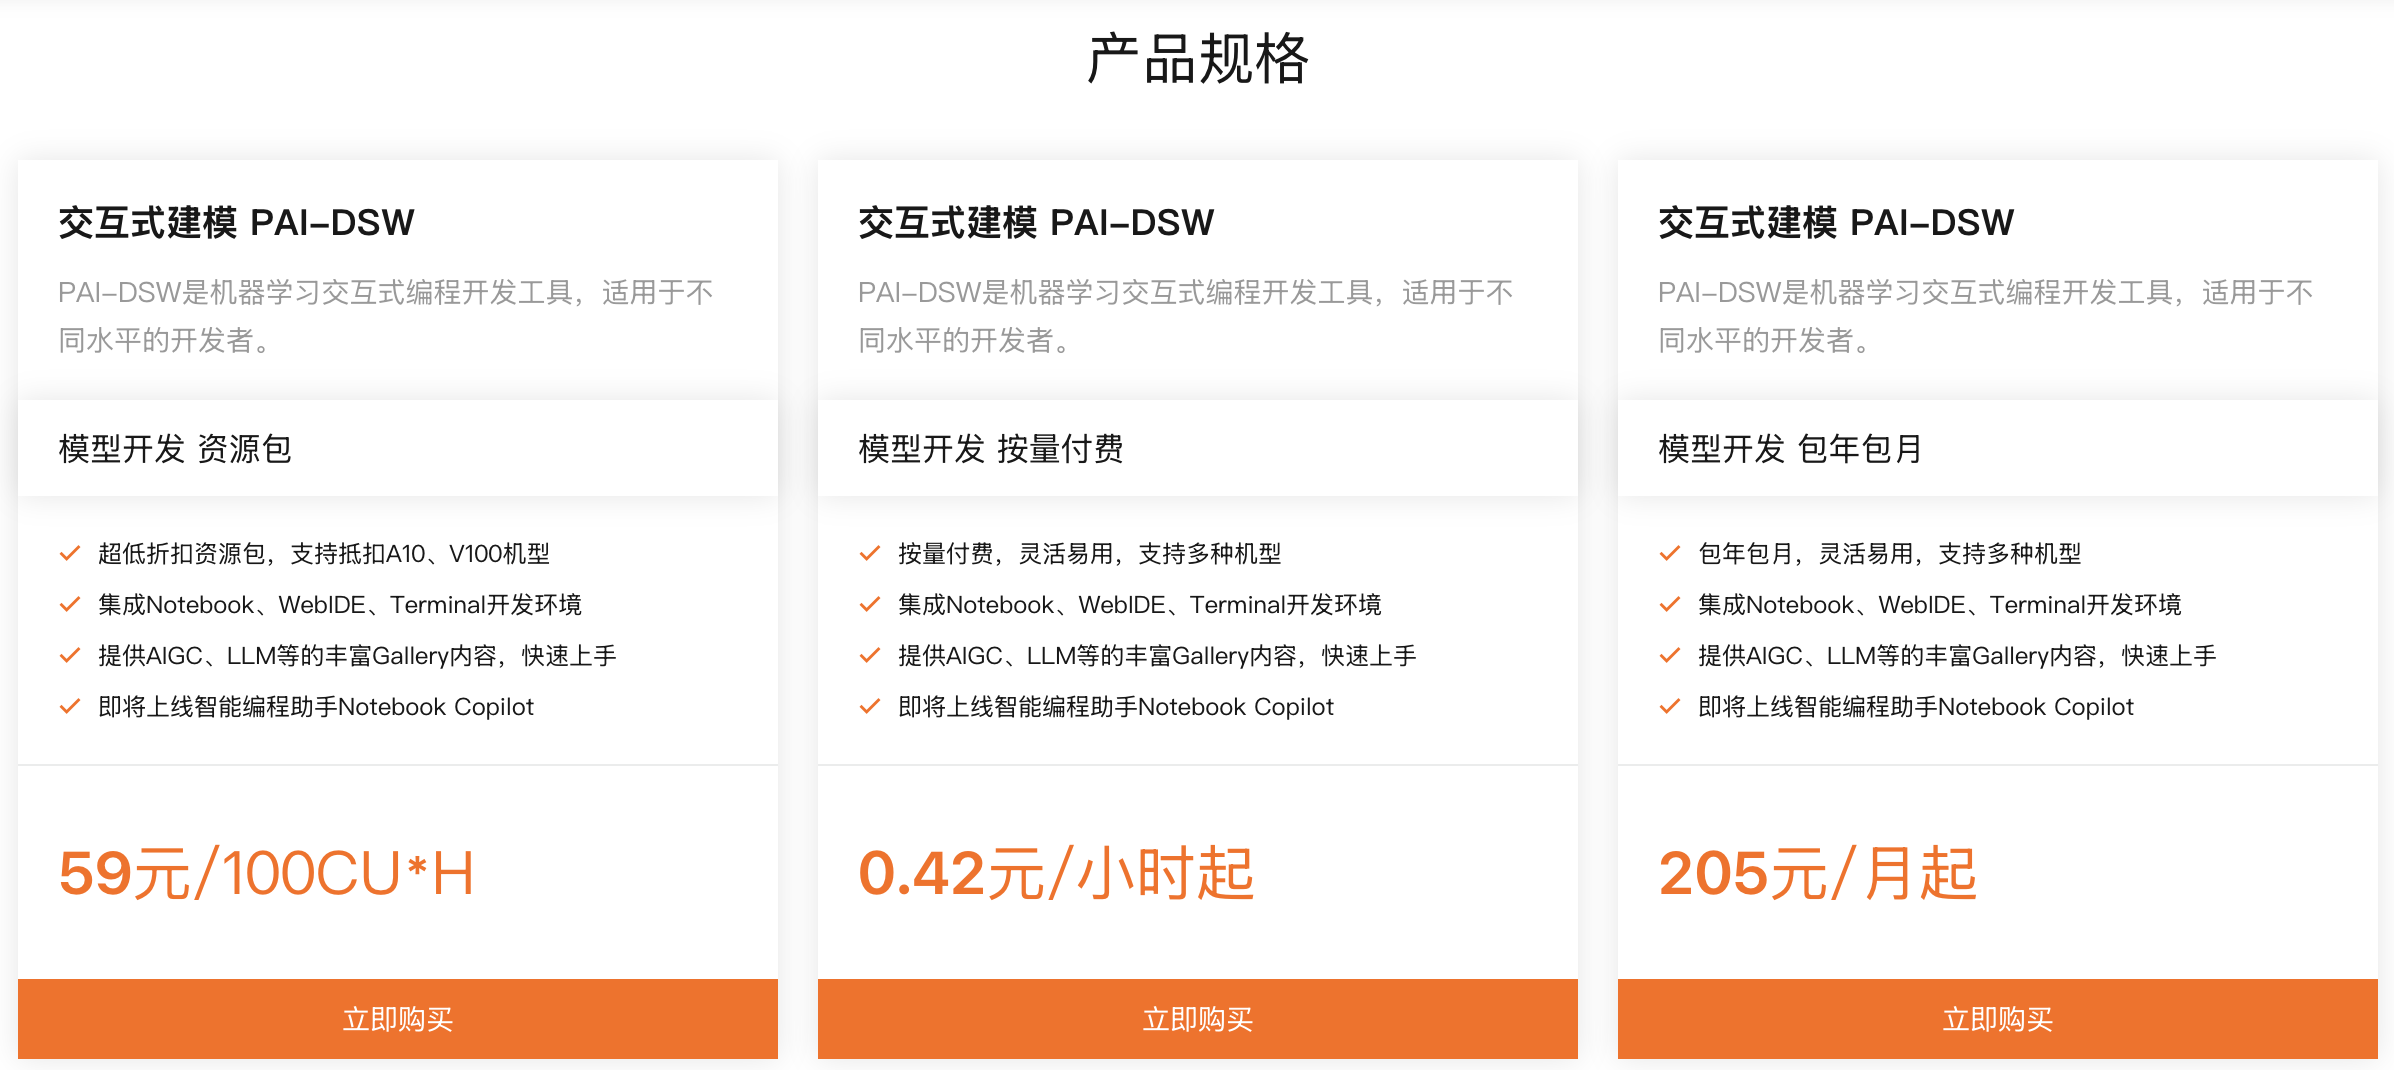 产品规格
交互式建模 PAI-DSW
PAI-DSW是机器学习交互式编程开发工具，适用于不
同水平的开发者。
模型开发 资源包
超低折扣资源包，支持抵扣A10、V100机型
集成Notebook、WebIDE、Terminal开发环境
提供AIGC、LLM等的丰富Gallery内容，快速上手
即将上线智能编程助手Notebook Copilot
59元/100CU*H
立即购买
交互式建模 PAI-DSW
PAI-DSW是机器学习交互式编程开发工具，适用于不
同水平的开发者。
模型开发 按量付费
按量付费，灵活易用，支持多种机型
集成Notebook、WebIDE、Terminal开发环境
提供AIGC、LLM等的丰富Gallery内容，快速上手
即将上线智能编程助手Notebook Copilot
0.42元/小时起
立即购买
交互式建模 PAI-DSW
PAI-DSW是机器学习交互式编程开发工具，适用于不
同水平的开发者。
模型开发 包年包月
包年包月，灵活易用，支持多种机型
集成Notebook、WebIDE、Terminal开发环境
提供AIGC、LLM等的丰富Gallery内容，快速上手
即将上线智能编程助手Notebook Copilot
205元/月起
立即购买